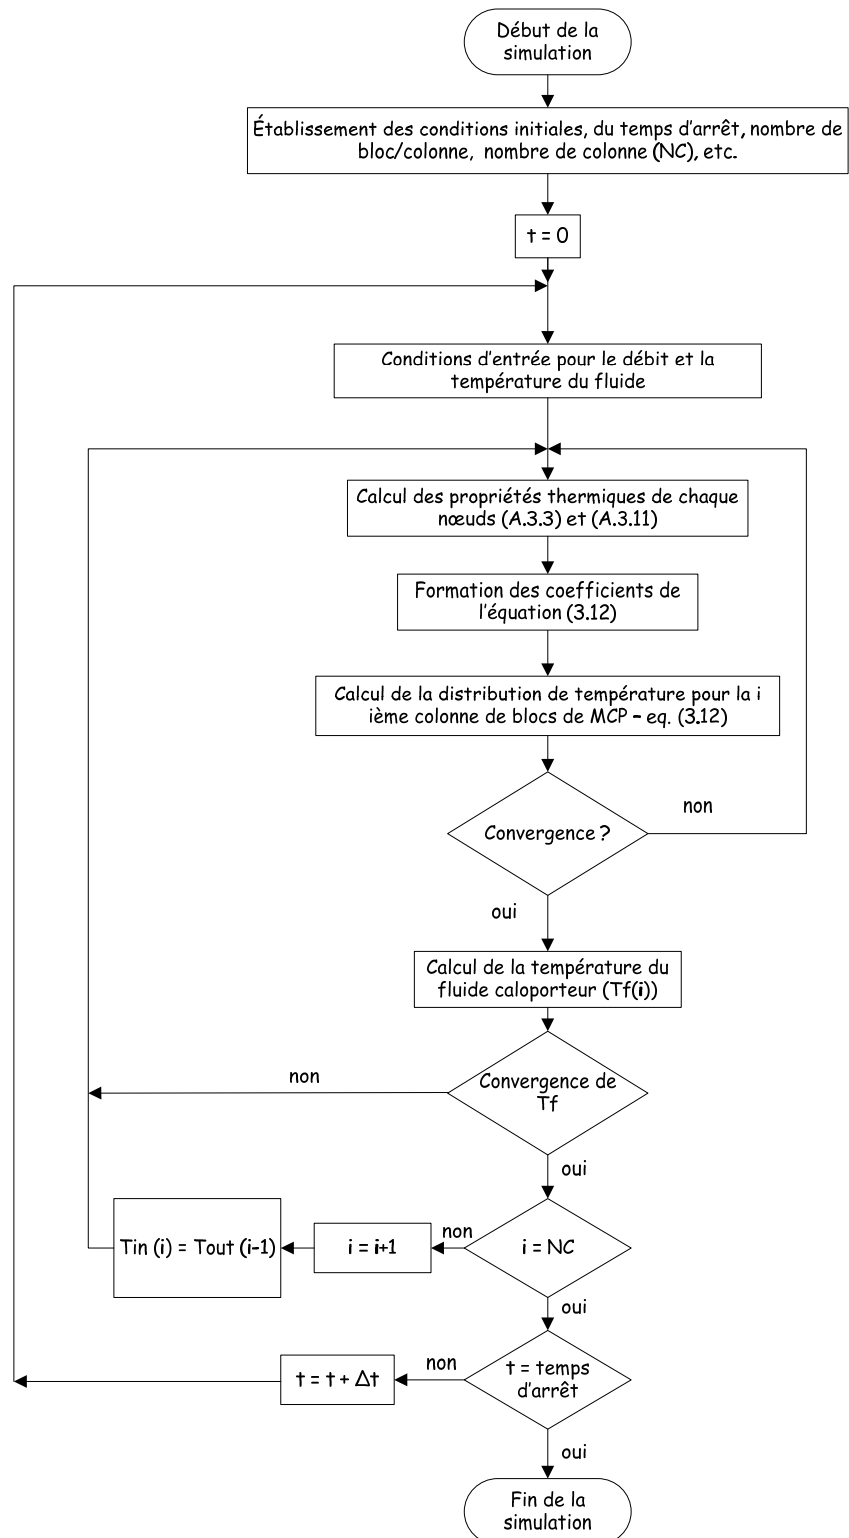 Début de la
simulation
Établissement des conditions initiales, du temps d'arrêt, nombre de
bloc/colonne, nombre de colonne (NC), etc.
t = 0
Conditions d'entrée pour le débit et la
température du fluide
Calcul des propriétés thermiques de chaque
nœuds (A.3.3) et (A.3.11)
Formation des coefficients de
l'équation (3.12)
Calcul de la distribution de température pour la i
ième colonne de blocs de MCP – eq. (3.12)
non
Convergence ?
oui
Calcul de la température du
fluide caloporteur (Tf(i))
non
Convergence de
Tf
oui
Tin (i) = Tout (i-1)
i = i+1
non
i = NC
oui
t = t + Δt
non
t = temps
d'arrêt
oui
Fin de la
simulation